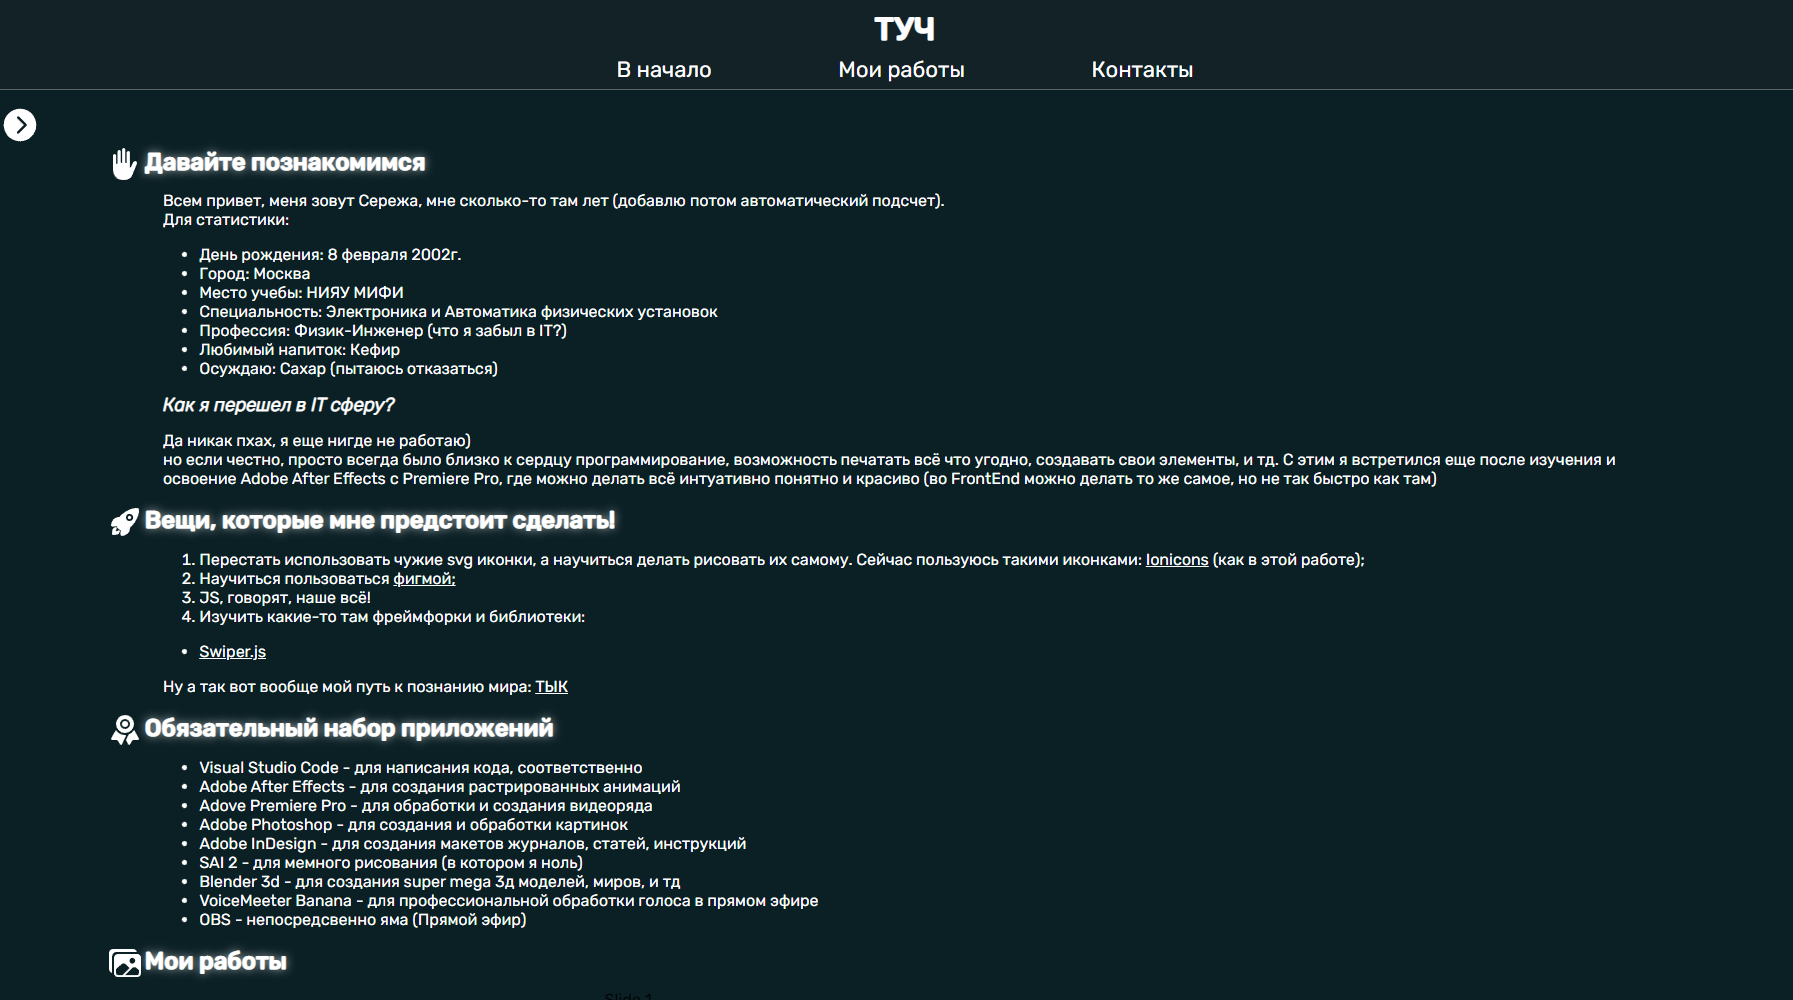 ТУЧ
В начало
Мои работы
Контакты
Давайте познакомимся
Всем привет, меня зовут Сережа, мне сколько-то там лет (добавлю потом автоматический подсчет).
Для статистики:
• День рождения: 8 февраля 2002г.
• Город: Москва
• Место учебы: НИЯУ МИФИ
• Специальность: Электроника и Автоматика физических установок
• Профессия: Физик-Инженер (что я забыл в IT?)
• Любимый напиток: Кефир
• Осуждаю: Сахар (пытаюсь отказаться)
Как я перешел в IT сферу?
Да никак пхах, я еще нигде не работаю)
но если честно, просто всегда было близко к сердцу программирование, возможность печатать всё что угодно, создавать свои элементы, и тд. С этим я встретился еще после изучения и
освоение Adobe After Effects с Premiere Pro, где можно делать всё интуативно понятно и красиво (во FrontEnd можно делать то же самое, но не так быстро как там)
Вещи, которые мне предстоит сделать!
1. Перестать использовать чужие svg иконки, а научиться делать рисовать их самому. Сейчас пользуюсь такими иконками: Ionicons (как в этой работе);
2. Научиться пользоваться фигмой;
3. JS, говорят, наше всё!
4. Изучить какие-то там фреймфорки и библиотеки:
• Swiper.js
Ну а так вот вообще мой путь к познанию мира: ТЫК
Обязательный набор приложений
• Visual Studio Code - для написания кода, соответственно
• Adobe After Effects - для создания растрированных анимаций
• Adove Premiere Pro - для обработки и создания видеоряда
• Adobe Photoshop - для создания и обработки картинок
• Adobe InDesign - для создания макетов журналов, статей, инструкций
• SAI 2 - для мемного рисования (в котором я ноль)
• Blender 3d - для создания super mega 3д моделей, миров, и тд
• VoiceMeeter Banana - для профессиональной обработки голоса в прямом эфире
• OBS - непосредсвенно яма (Прямой эфир)
Мои работы
Slide 1